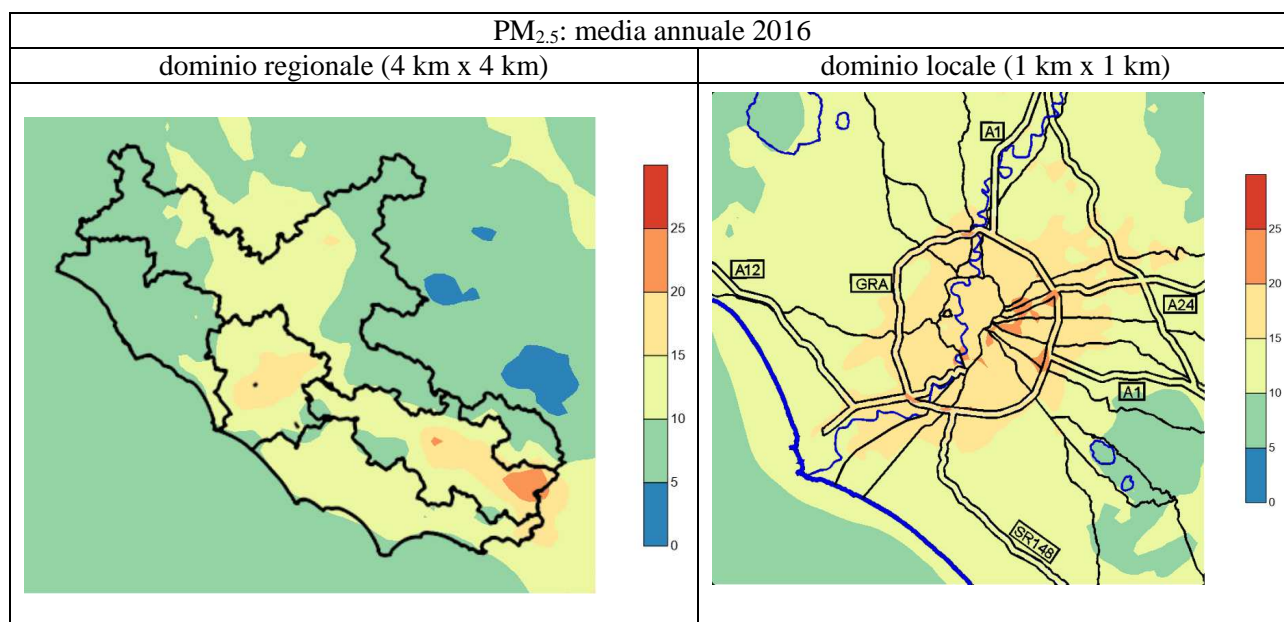 PM2.5: media annuale 2016
dominio regionale (4 km x 4 km)
dominio locale (1 km x 1 km)
25
20
15
10
5
0
A1
A12
GRA
A24
A1
SR148
25
20
15
10
5
0